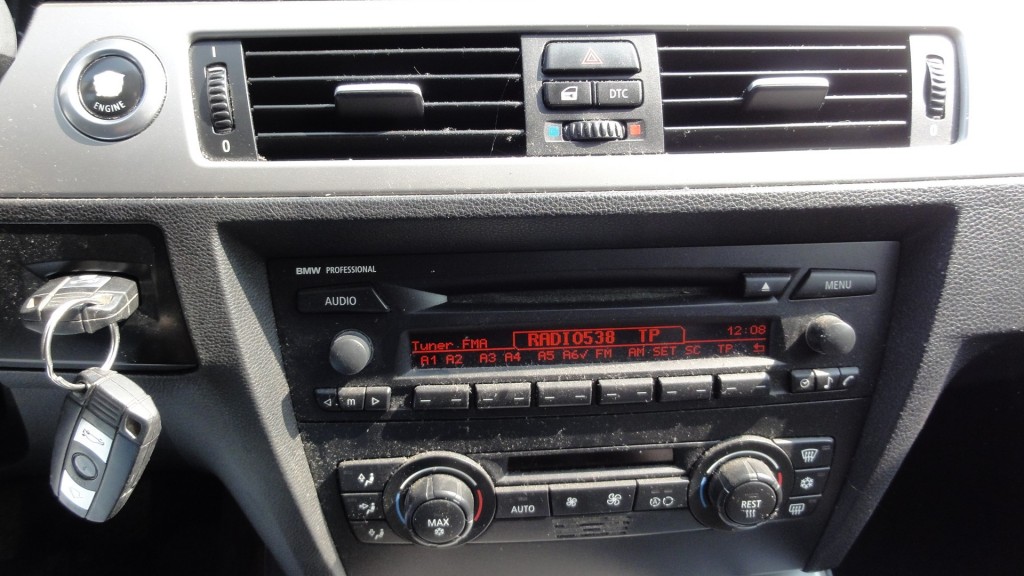 I
0
ENGINE
DTC
0
BMW PROFESSIONAL
AUDIO
MENU
Tuner FMA RADIO538 TP 12:08
A1 A2 A3 A4 A5 A6✓ FM AM·SET SC TP
m
MAX
AUTO
REST